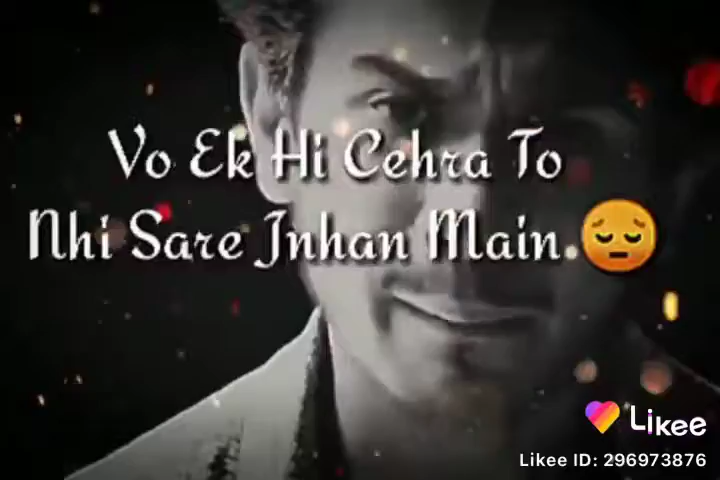 Vo Ek Hi Cehra To
Nhi Sare Jnhan Main.😔
Likee
Likee ID: 296973876